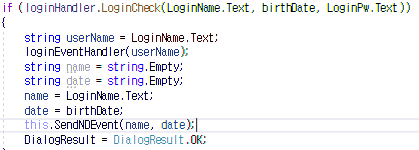 if (loginHandler.LoginCheck(LoginName.Text, birthDate, LoginPw.Text))
{
string userName = LoginName.Text;
loginEventHandler(userName);
string name = string.Empty;
string date = string.Empty;
name = LoginName.Text;
date = birthDate;
this.SendNDEvent(name, date);
DialogResult = DialogResult.OK;